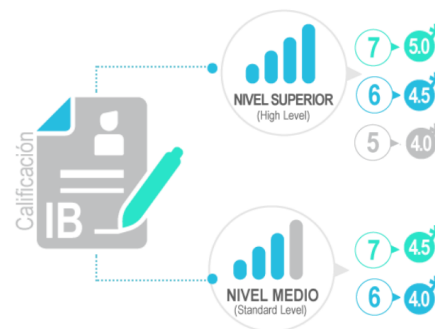 Calificación
IB
NIVEL SUPERIOR
(High Level)
7 5.0
6 4.5
5 4.0
NIVEL MEDIO
(Standard Level)
7 4.5
6 4.0